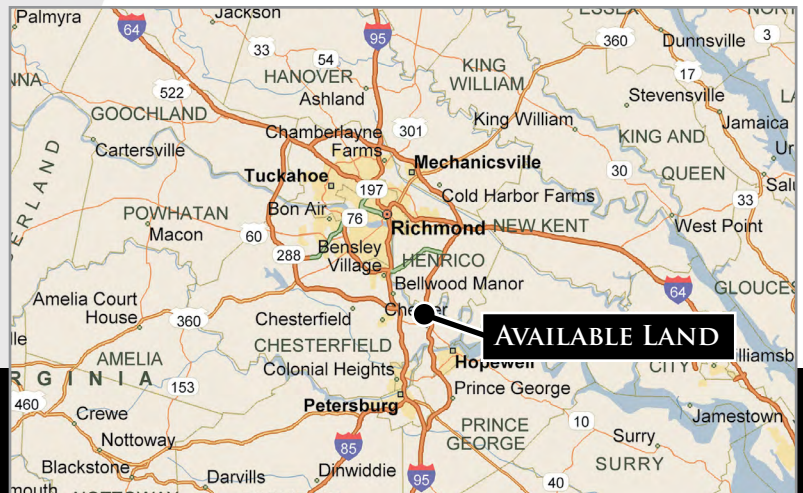 Palmyra
Jackson
ESSEX
64
95
360
Dunnsville
3
33
54
KING
WILLIAM
17
HANOVER
522
Ashland
Stevensville
GOOCHLAND
King William
Jamaica
Chamberlayne
Farms
301
KING AND
QUEEN
Cartersville
Mechanicsville
Tuckahoe
197
30
Cold Harbor Farms
33
POWHATAN
Bon Air
76
Macon
60
Richmond
NEW KENT
West Point
288
Bensley
Village
HENRICO
Bellwood Manor
64
Amelia Court
House
360
Chesterfield
AVAILABLE LAND
AMELIA
CHESTERFIELD
Hopewell
CITY
Colonial Heights
153
Prince George
460
Crewe
Petersburg
Jamestown
PRINCE
GEORGE
10
Nottoway
Surry
85
SURRY
Blackstone
Darvills
Dinwiddie
95
40